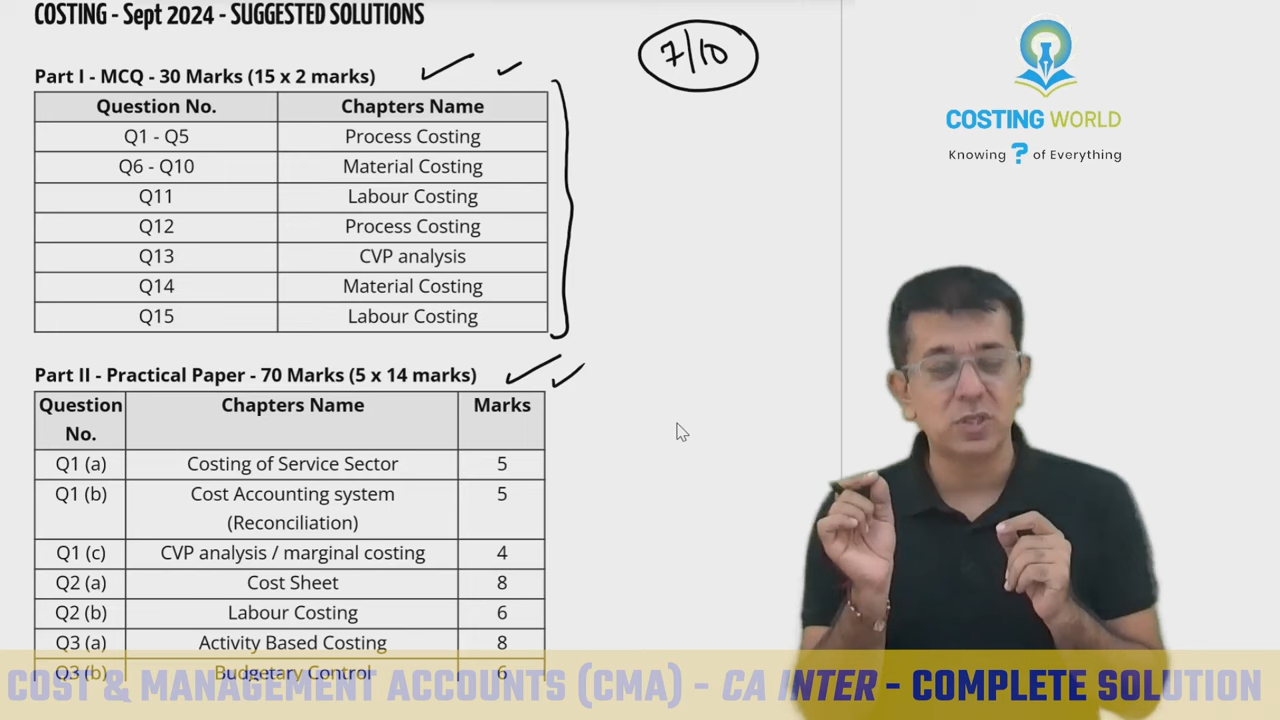 COSTING - Sept 2024 - SUGGESTED SOLUTIONS
7/10
COSTING WORLD
Knowing ? of Everything
Part I - MCQ - 30 Marks (15 x 2 marks)
Question No. Chapters Name
Q1 - Q5 Process Costing
Q6 - Q10 Material Costing
Q11 Labour Costing
Q12 Process Costing
Q13 CVP analysis
Q14 Material Costing
Q15 Labour Costing
Part II - Practical Paper - 70 Marks (5 x 14 marks)
Question No. Chapters Name Marks
Q1 (a) Costing of Service Sector 5
Q1 (b) Cost Accounting system (Reconciliation) 5
Q1 (c) CVP analysis / marginal costing 4
Q2 (a) Cost Sheet 8
Q2 (b) Labour Costing 6
Q3 (a) Activity Based Costing 8
Q3 (b) Budgetary Control 6
COST & MANAGEMENT ACCOUNTS (CMA) - CA INTER - COMPLETE SOLUTION